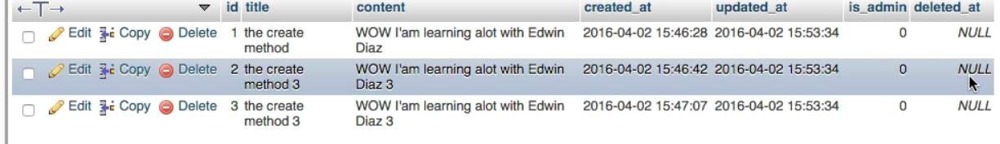 ←T→ ▼ id title content created_at updated_at is_admin deleted_at
Edit Copy Delete 1 the create WOW I'am learning alot with Edwin 2016-04-02 15:46:28 2016-04-02 15:53:34 0 NULL
method Diaz
Edit Copy Delete 2 the create WOW I'am learning alot with Edwin 2016-04-02 15:46:42 2016-04-02 15:53:34 0 NULL
method 3 Diaz 3
Edit Copy Delete 3 the create WOW I'am learning alot with Edwin 2016-04-02 15:47:07 2016-04-02 15:53:34 0 NULL
method 3 Diaz 3